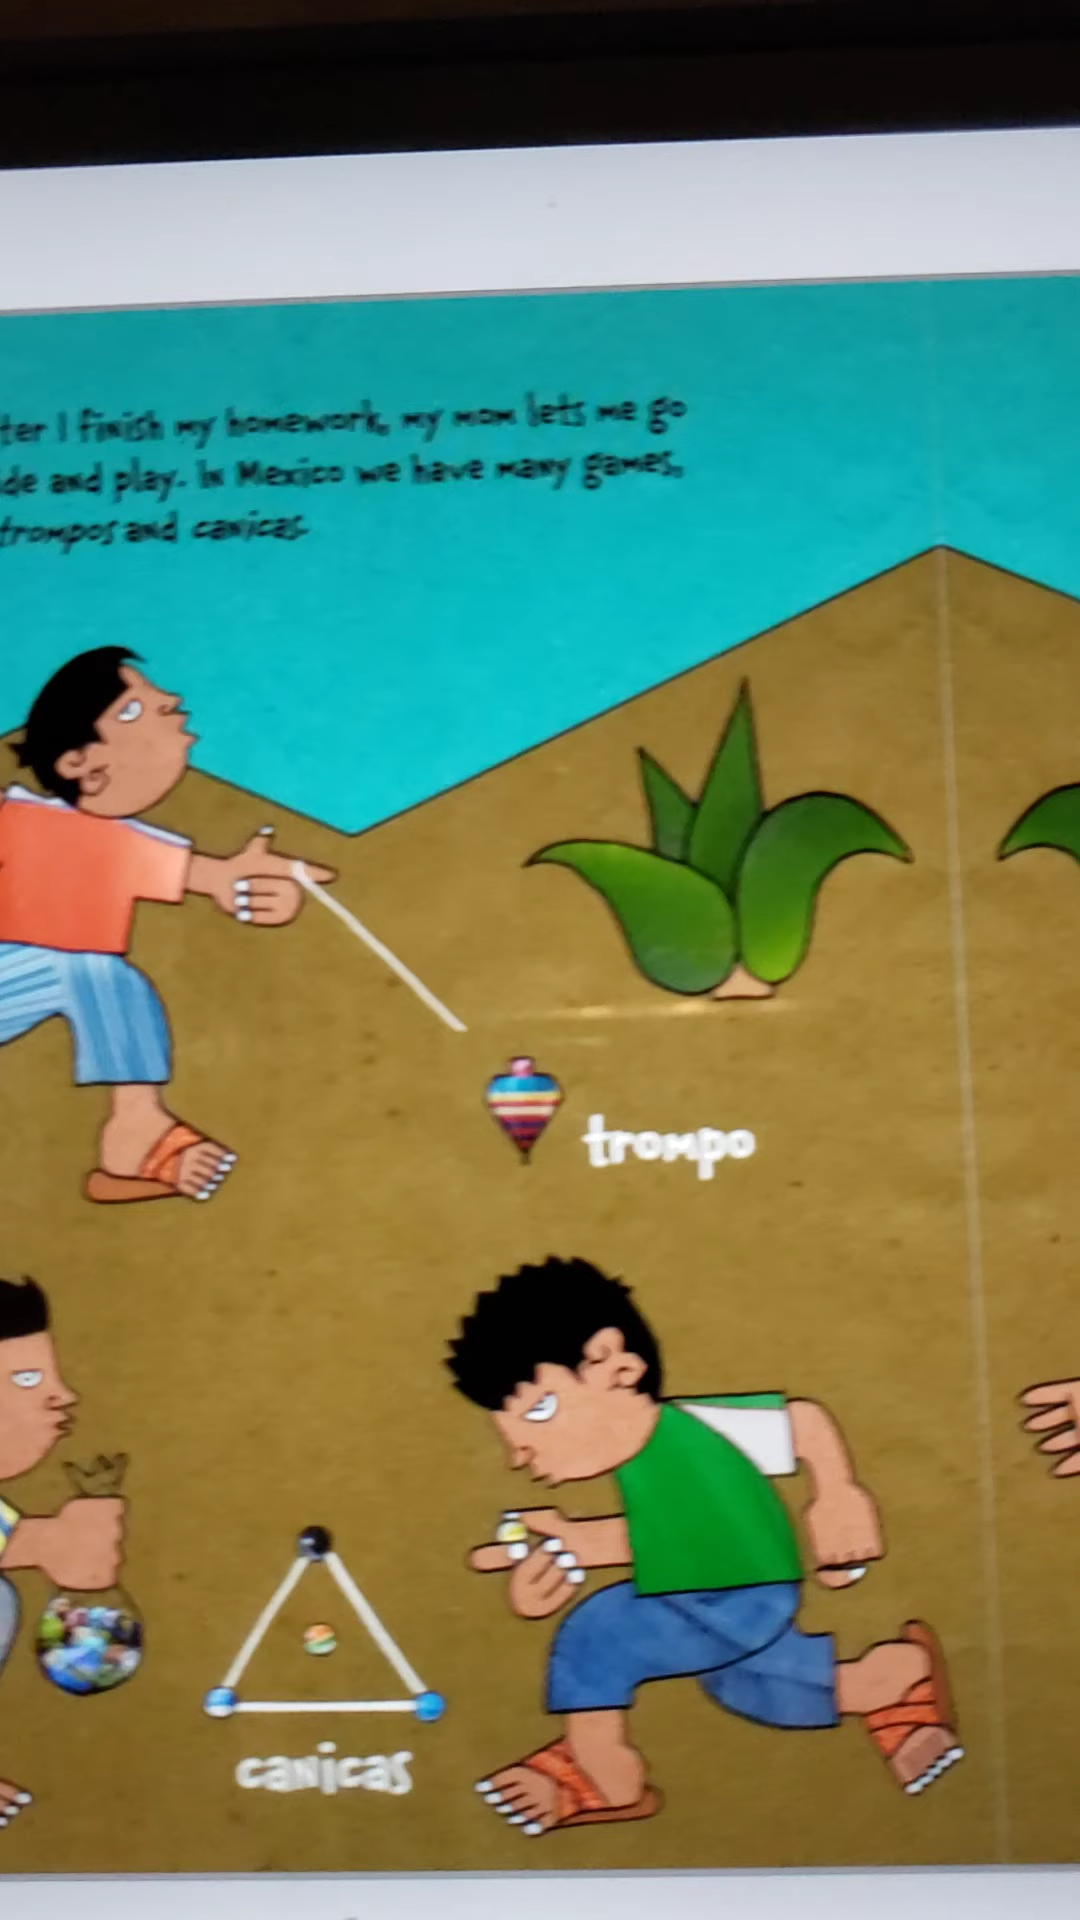 ter I finish my homework, my mom lets me go
ide and play. In Mexico we have many games,
trompos and canicas.
trompo
canicas